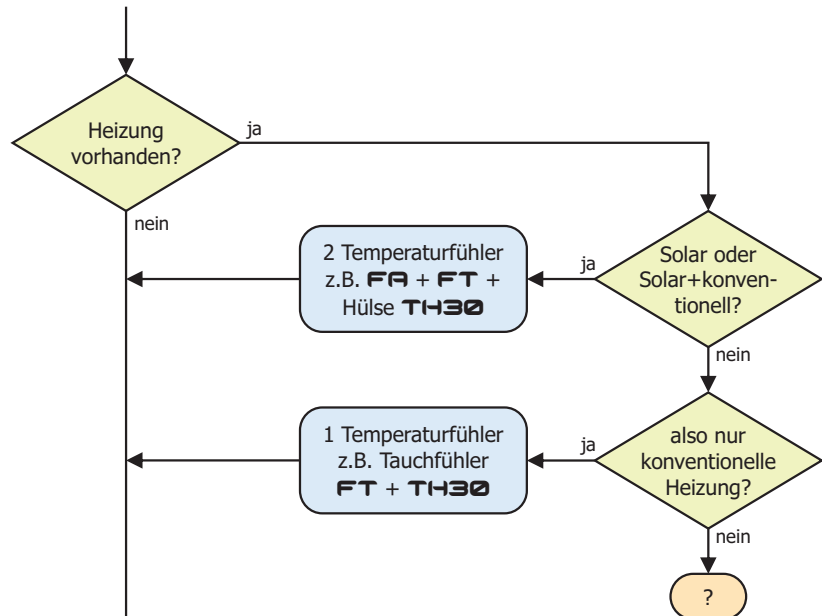 Heizung
vorhanden?
ja
nein
Solar oder
Solar+konven-
tionell?
ja
2 Temperaturfühler
z.B. FA + FT +
Hülse TH30
nein
also nur
konventionelle
Heizung?
ja
1 Temperaturfühler
z.B. Tauchfühler
FT + TH30
nein
?